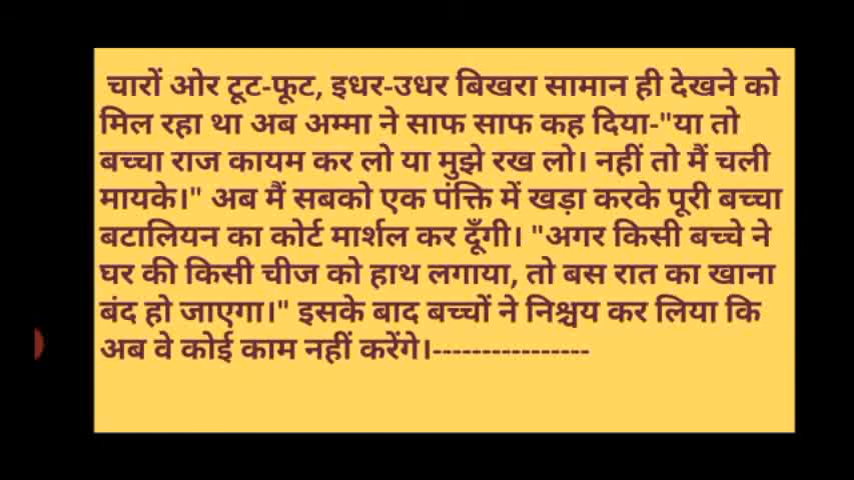 चारों ओर टूट-फूट, इधर-उधर बिखरा सामान ही देखने को
मिल रहा था अब अम्मा ने साफ साफ कह दिया-"या तो
बच्चा राज कायम कर लो या मुझे रख लो। नहीं तो मैं चली
मायके।" अब मैं सबको एक पंक्ति में खड़ा करके पूरी बच्चा
बटालियन का कोर्ट मार्शल कर दूँगी। "अगर किसी बच्चे ने
घर की किसी चीज को हाथ लगाया, तो बस रात का खाना
बंद हो जाएगा।" इसके बाद बच्चों ने निश्चय कर लिया कि
अब वे कोई काम नहीं करेंगे।----------------